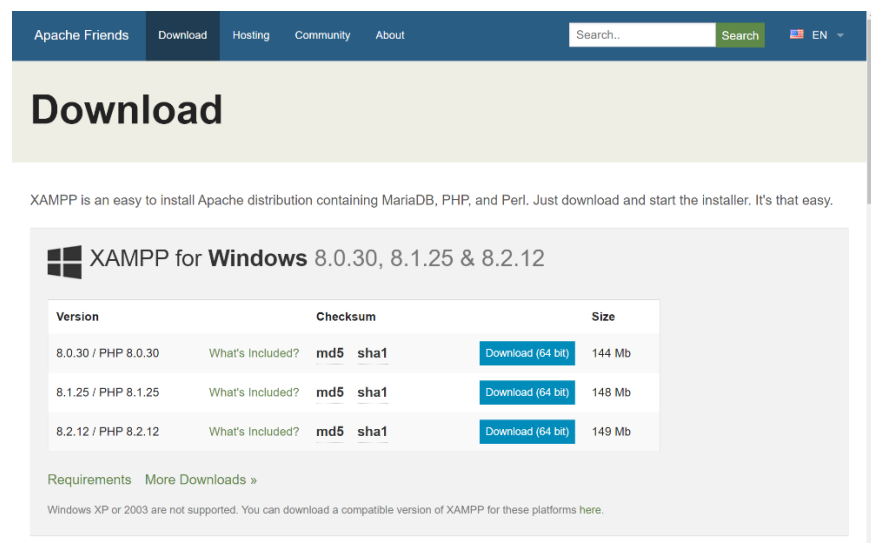 Apache Friends Download Hosting Community About Search.. Search EN
Download
XAMPP is an easy to install Apache distribution containing MariaDB, PHP, and Perl. Just download and start the installer. It's that easy.
XAMPP for Windows 8.0.30, 8.1.25 & 8.2.12
Version Checksum Size
8.0.30 / PHP 8.0.30 What's Included? md5 sha1 Download (64 bit) 144 Mb
8.1.25 / PHP 8.1.25 What's Included? md5 sha1 Download (64 bit) 148 Mb
8.2.12 / PHP 8.2.12 What's Included? md5 sha1 Download (64 bit) 149 Mb
Requirements More Downloads »
Windows XP or 2003 are not supported. You can download a compatible version of XAMPP for these platforms here.